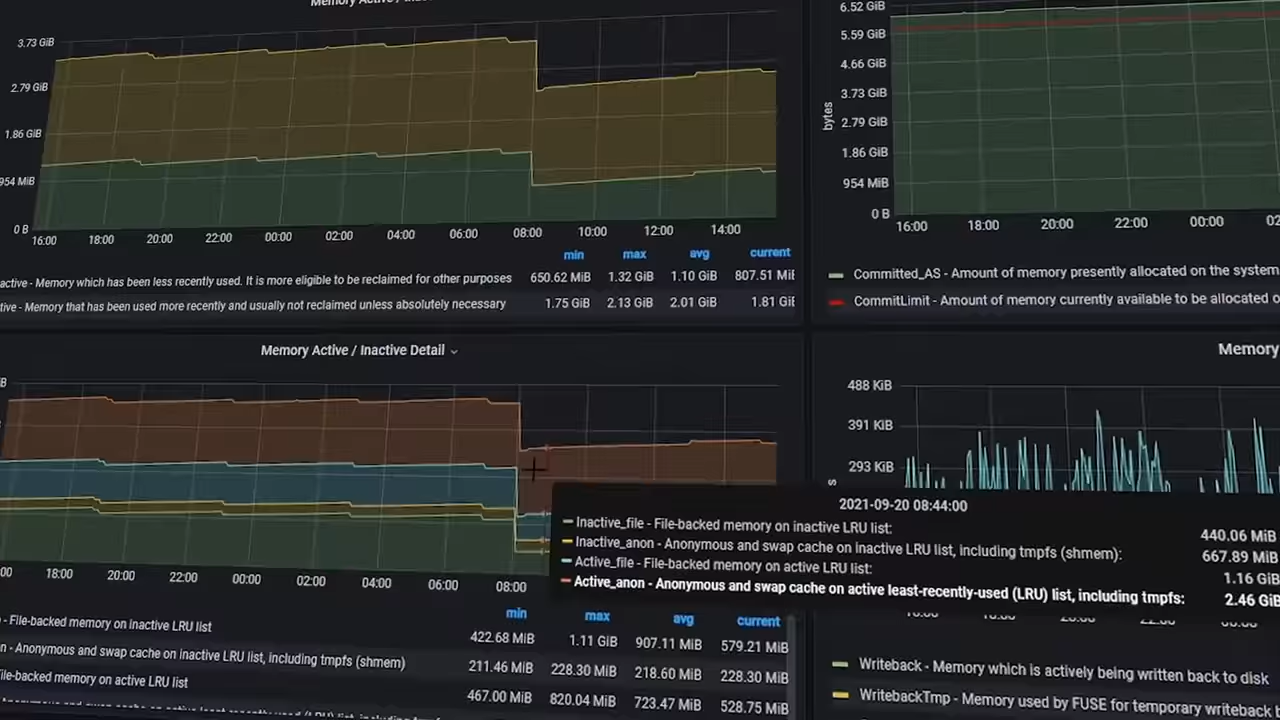 Memory Active /
3.73 GiB
2.79 GiB
1.86 GiB
954 MiB
0 B
16:00 18:00 20:00 22:00 00:00 02:00 04:00 06:00 08:00 10:00 12:00 14:00
min max avg current
active - Memory which has been less recently used. It is more eligible to be reclaimed for other purposes 650.62 MiB 1.32 GiB 1.10 GiB 807.51 MiB
tive - Memory that has been used more recently and usually not reclaimed unless absolutely necessary 1.75 GiB 2.13 GiB 2.01 GiB 1.81 GiB
6.52 GiB
5.59 GiB
4.66 GiB
3.73 GiB
2.79 GiB
1.86 GiB
954 MiB
0 B
bytes
16:00 18:00 20:00 22:00 00:00 02
Committed_AS - Amount of memory presently allocated on the system
CommitLimit - Amount of memory currently available to be allocated o
Memory Active / Inactive Detail
B
00 18:00 20:00 22:00 00:00 02:00 04:00 06:00 08:00
min max avg current
- File-backed memory on inactive LRU list 422.68 MiB 1.11 GiB 907.11 MiB 579.21 MiB
n - Anonymous and swap cache on inactive LRU list, including tmpfs (shmem) 211.46 MiB 228.30 MiB 218.60 MiB 228.30 MiB
File-backed memory on active LRU list 467.00 MiB 820.04 MiB 723.47 MiB 528.75 MiB
Memory
488 KiB
391 KiB
293 KiB
s
2021-09-20 08:44:00
Inactive_file - File-backed memory on inactive LRU list: 440.06 MiB
Inactive_anon - Anonymous and swap cache on inactive LRU list, including tmpfs (shmem): 667.89 MiB
Active_file - File-backed memory on active LRU list: 1.16 GiB
Active_anon - Anonymous and swap cache on active least-recently-used (LRU) list, including tmpfs: 2.46 GiB
Writeback - Memory which is actively being written back to disk
WritebackTmp - Memory used by FUSE for temporary writeback b